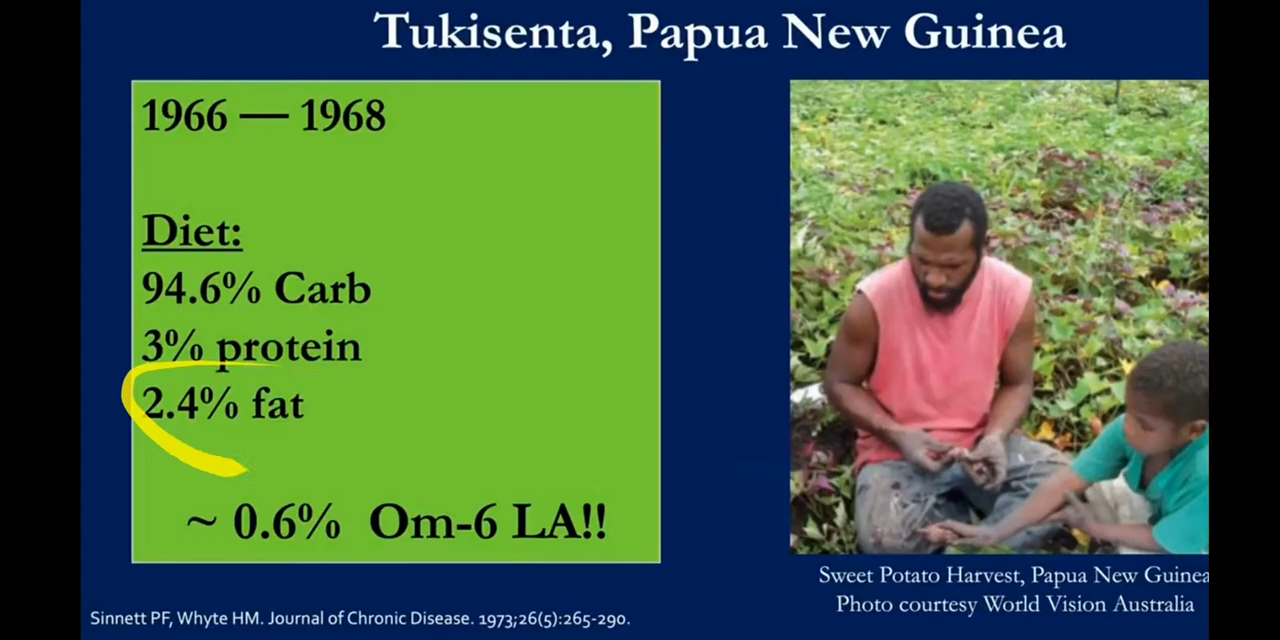 Tukisenta, Papua New Guinea
1966 — 1968
Diet:
94.6% Carb
3% protein
2.4% fat
~ 0.6% Om-6 LA!!
Sweet Potato Harvest, Papua New Guinea
Photo courtesy World Vision Australia
Sinnett PF, Whyte HM. Journal of Chronic Disease. 1973;26(5):265-290.